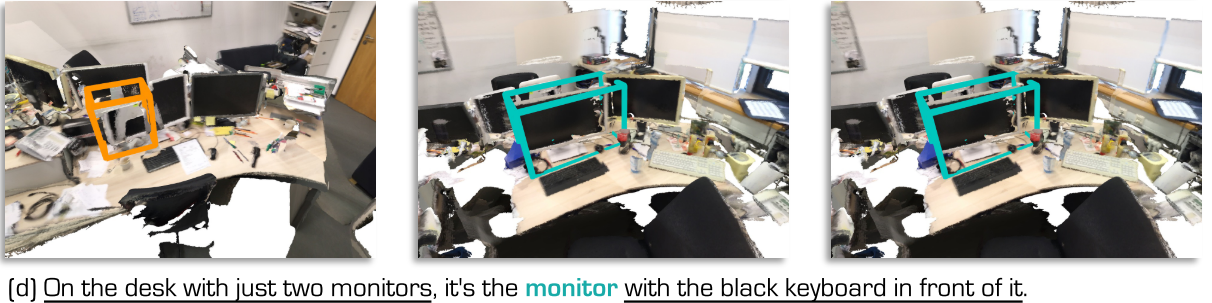 (d) On the desk with just two monitors, it's the monitor with the black keyboard in front of it.